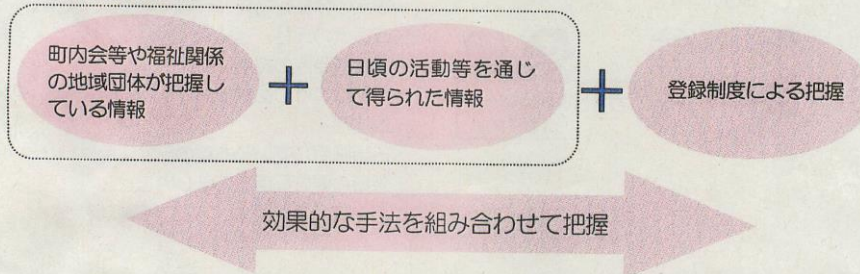 町内会等や福祉関係
の地域団体が把握し
ている情報
+
日頃の活動等を通じ
て得られた情報
+
登録制度による把握
効果的な手法を組み合わせて把握